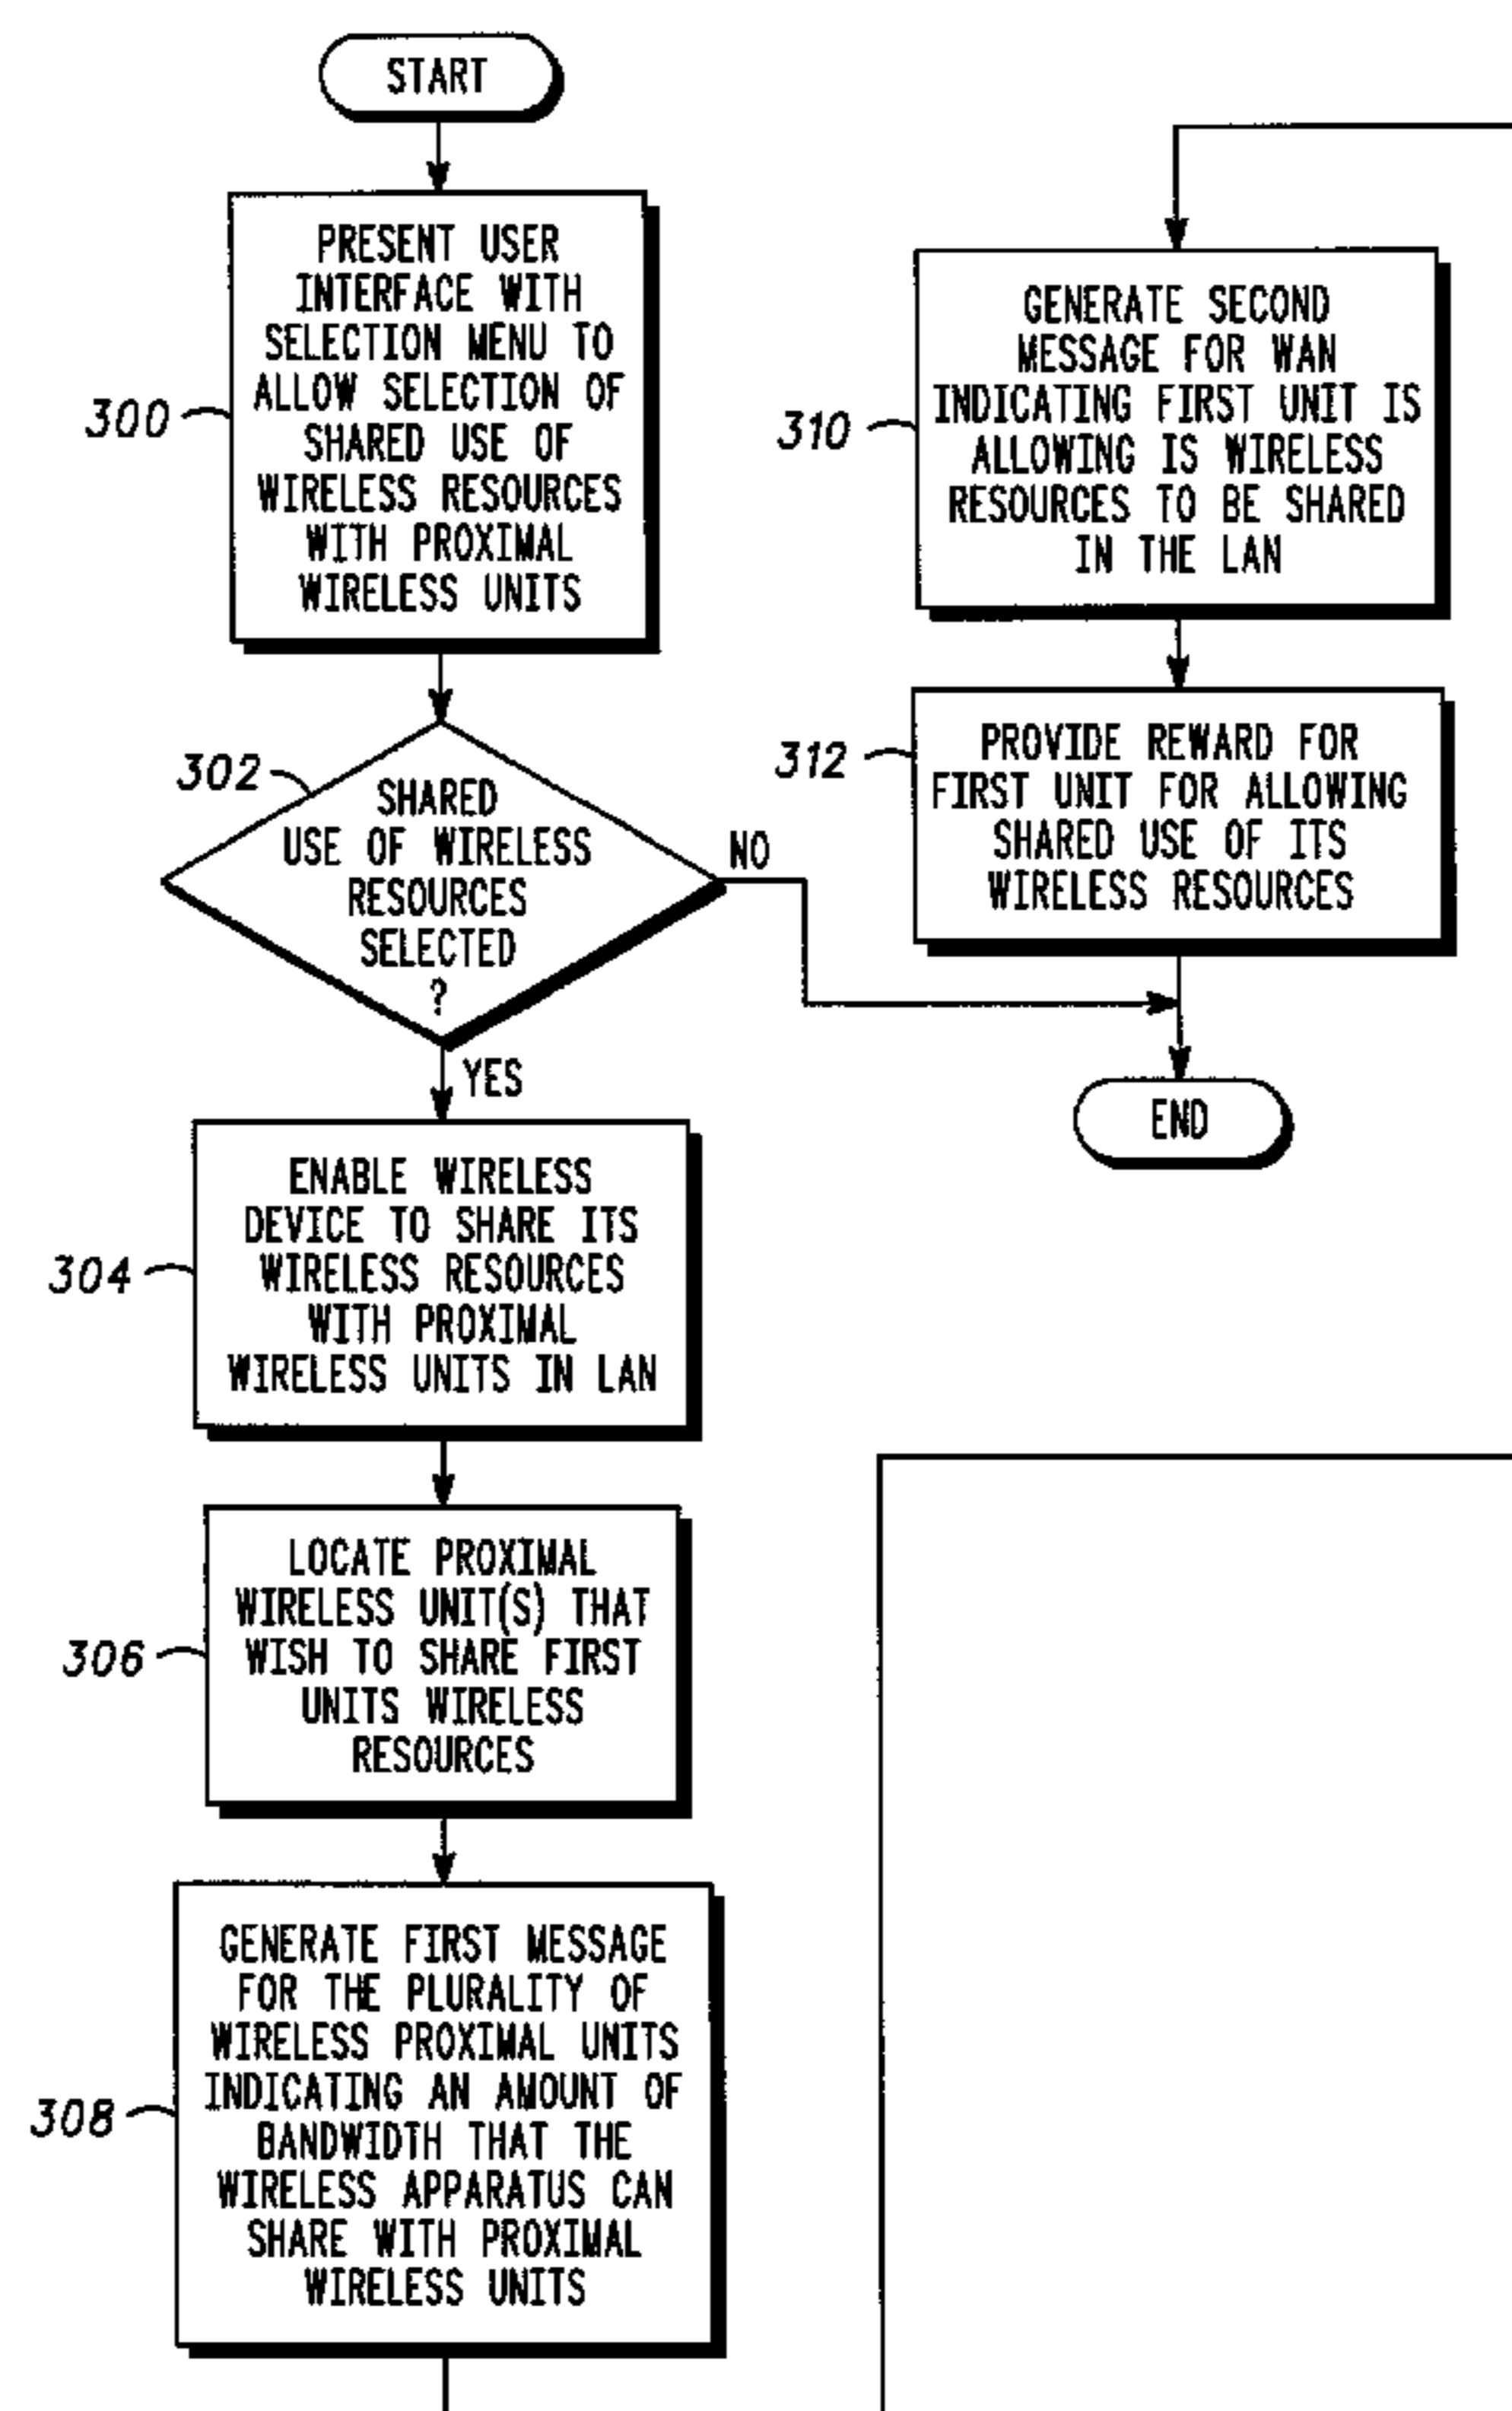 START
PRESENT USER
INTERFACE WITH
SELECTION MENU TO
ALLOW SELECTION OF
SHARED USE OF
WIRELESS RESOURCES
WITH PROXIMAL
WIRELESS UNITS
300
302
SHARED
USE OF WIRELESS
RESOURCES
SELECTED
?
NO
YES
ENABLE WIRELESS
DEVICE TO SHARE ITS
WIRELESS RESOURCES
WITH PROXIMAL
WIRELESS UNITS IN LAN
304
LOCATE PROXIMAL
WIRELESS UNIT(S) THAT
WISH TO SHARE FIRST
UNITS WIRELESS
RESOURCES
306
GENERATE FIRST MESSAGE
FOR THE PLURALITY OF
WIRELESS PROXIMAL UNITS
INDICATING AN AMOUNT OF
BANDWIDTH THAT THE
WIRELESS APPARATUS CAN
SHARE WITH PROXIMAL
WIRELESS UNITS
308
GENERATE SECOND
MESSAGE FOR WAN
INDICATING FIRST UNIT IS
ALLOWING IS WIRELESS
RESOURCES TO BE SHARED
IN THE LAN
310
PROVIDE REWARD FOR
FIRST UNIT FOR ALLOWING
SHARED USE OF ITS
WIRELESS RESOURCES
312
END